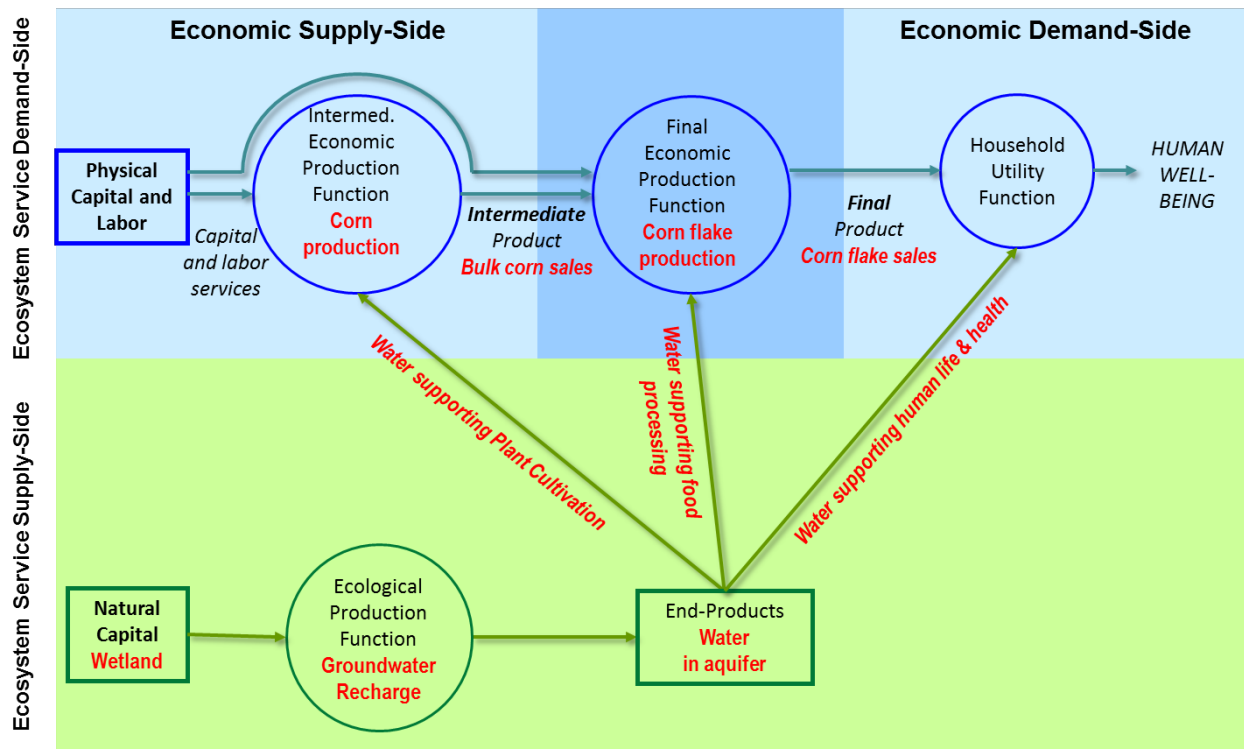 Economic Supply-Side
Economic Demand-Side
Ecosystem Service Demand-Side
Physical
Capital and
Labor
Capital
and labor
services
Intermed.
Economic
Production
Function
Corn
production
Intermediate
Product
Bulk corn sales
Final
Economic
Production
Function
Corn flake
production
Final
Product
Corn flake sales
Household
Utility
Function
HUMAN
WELL-
BEING
Water supporting Plant Cultivation
Water supporting food
processing
Water supporting human life & health
Ecosystem Service Supply-Side
Natural
Capital
Wetland
Ecological
Production
Function
Groundwater
Recharge
End-Products
Water
in aquifer